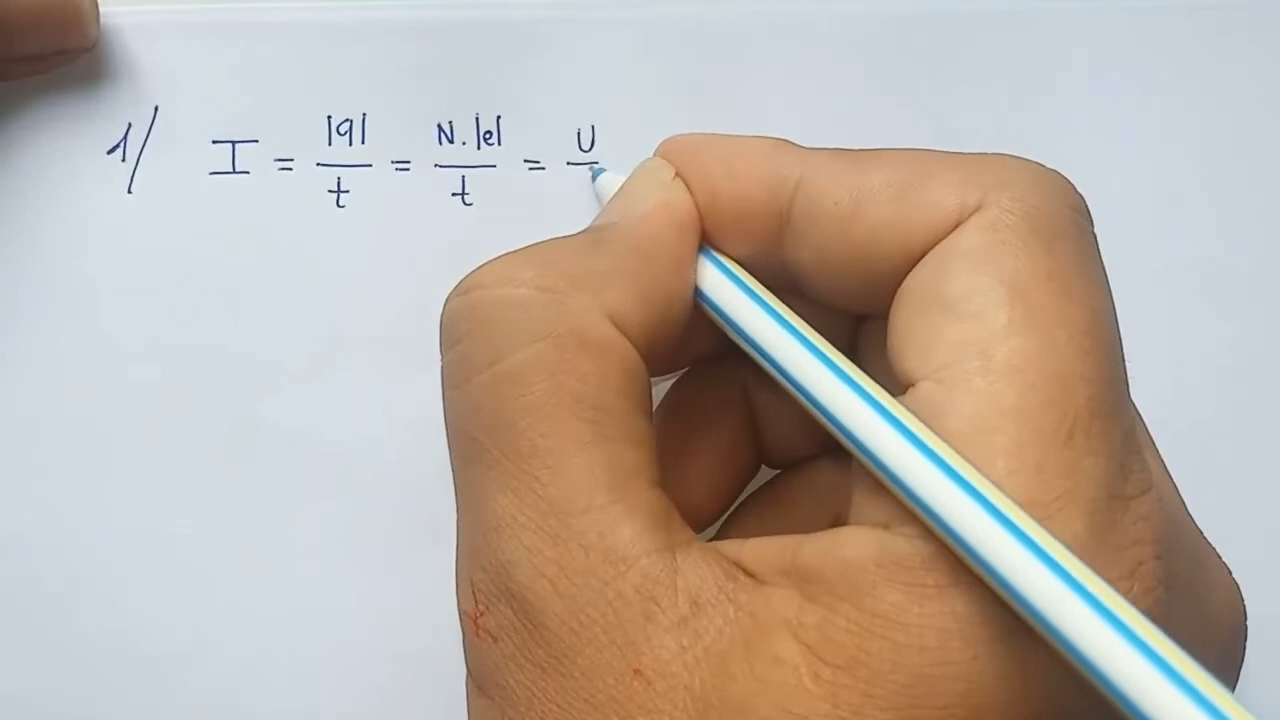 1/ I = |q|/t = N.|e|/t = U/